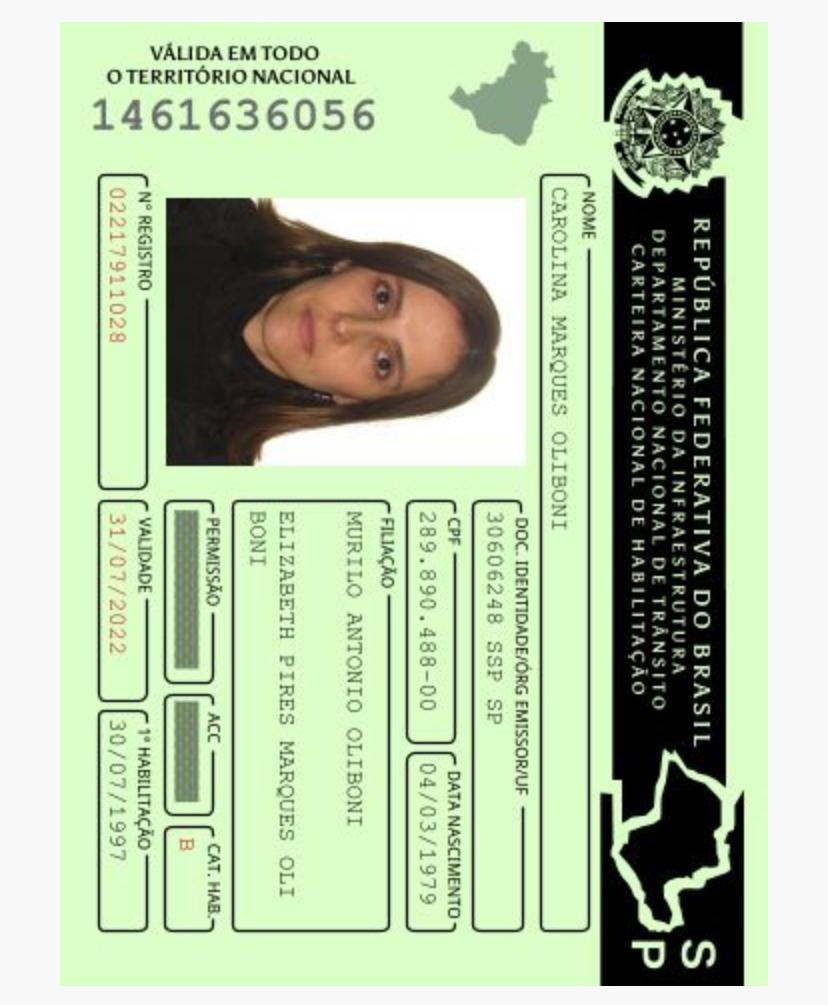 VÁLIDA EM TODO
O TERRITÓRIO NACIONAL
1461636056
REPÚBLICA FEDERATIVA DO BRASIL
MINISTÉRIO DA INFRAESTRUTURA
DEPARTAMENTO NACIONAL DE TRÂNSITO
CARTEIRA NACIONAL DE HABILITAÇÃO
NOME
CAROLINA MARQUES OLIBONI
DOC. IDENTIDADE/ÓRG EMISSOR/UF
30606248 SSP SP
CPF
289.890.488-00
DATA NASCIMENTO
04/03/1979
FILIAÇÃO
MURILO ANTONIO OLIBONI
ELIZABETH PIRES MARQUES OLI
BONI
PERMISSÃO
ACC
CAT. HAB.
B
Nº REGISTRO
02217911028
VALIDADE
31/07/2022
1ª HABILITAÇÃO
30/07/1997
SP